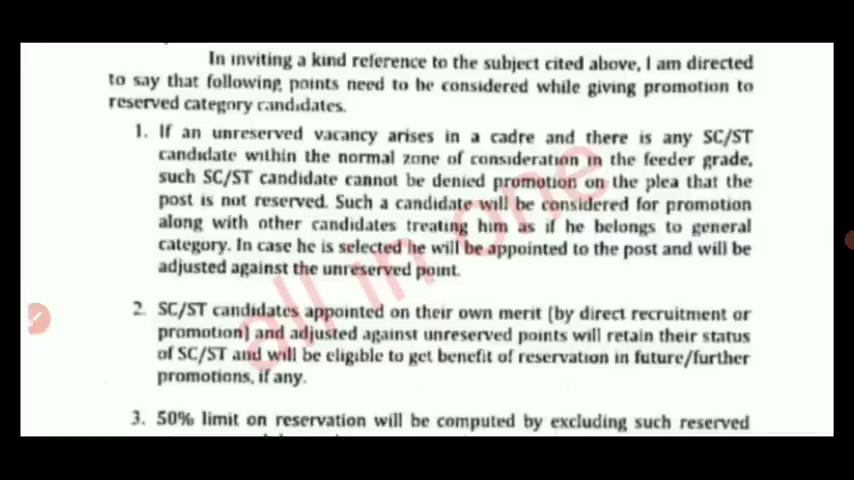 In inviting a kind reference to the subject cited above, I am directed
to say that following points need to be considered while giving promotion to
reserved category candidates.
1. If an unreserved vacancy arises in a cadre and there is any SC/ST
candidate within the normal zone of consideration in the feeder grade,
such SC/ST candidate cannot be denied promotion on the plea that the
post is not reserved. Such a candidate will be considered for promotion
along with other candidates treating him as if he belongs to general
category. In case he is selected he will be appointed to the post and will be
adjusted against the unreserved point.
2. SC/ST candidates appointed on their own merit (by direct recruitment or
promotion) and adjusted against unreserved points will retain their status
of SC/ST and will be eligible to get benefit of reservation in future/further
promotions, if any.
3. 50% limit on reservation will be computed by excluding such reserved
all in one